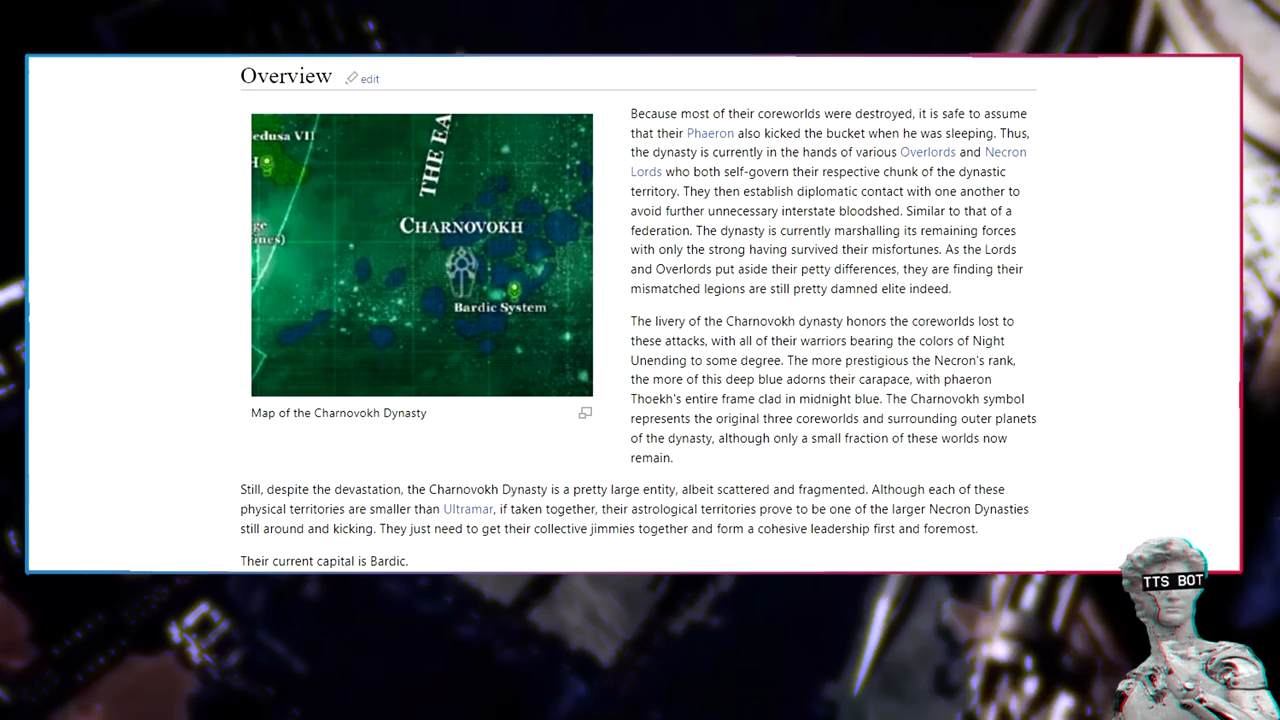 Overview
edit
edusa VII
H
THE EA
CHARNOVOKH
ge
ines)
Bardic System
Map of the Charnovokh Dynasty
Because most of their coreworlds were destroyed, it is safe to assume
that their Phaeron also kicked the bucket when he was sleeping. Thus,
the dynasty is currently in the hands of various Overlords and Necron
Lords who both self-govern their respective chunk of the dynastic
territory. They then establish diplomatic contact with one another to
avoid further unnecessary interstate bloodshed. Similar to that of a
federation. The dynasty is currently marshalling its remaining forces
with only the strong having survived their misfortunes. As the Lords
and Overlords put aside their petty differences, they are finding their
mismatched legions are still pretty damned elite indeed.
The livery of the Charnovokh dynasty honors the coreworlds lost to
these attacks, with all of their warriors bearing the colors of Night
Unending to some degree. The more prestigious the Necron's rank,
the more of this deep blue adorns their carapace, with phaeron
Thoekh's entire frame clad in midnight blue. The Charnovokh symbol
represents the original three coreworlds and surrounding outer planets
of the dynasty, although only a small fraction of these worlds now
remain.
Still, despite the devastation, the Charnovokh Dynasty is a pretty large entity, albeit scattered and fragmented. Although each of these
physical territories are smaller than Ultramar, if taken together, their astrological territories prove to be one of the larger Necron Dynasties
still around and kicking. They just need to get their collective jimmies together and form a cohesive leadership first and foremost.
Their current capital is Bardic.
TTS BOT